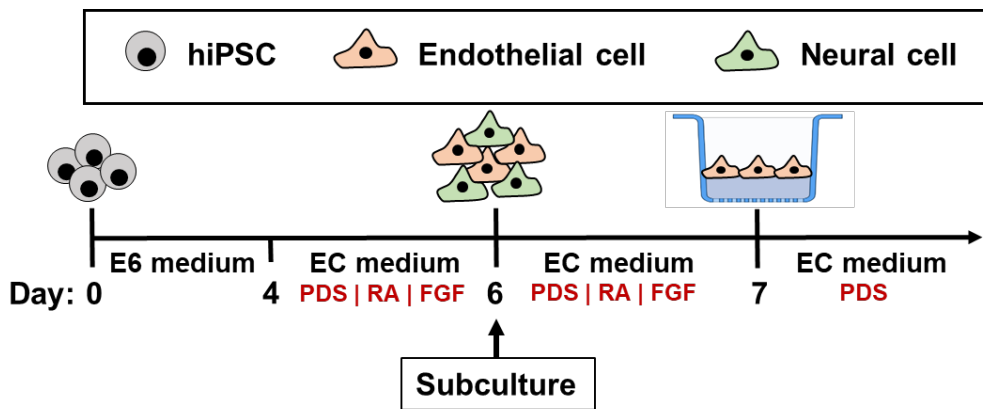 hiPSC Endothelial cell Neural cell
E6 medium EC medium EC medium EC medium
PDS | RA | FGF PDS | RA | FGF PDS
Day: 0 4 6 7
Subculture